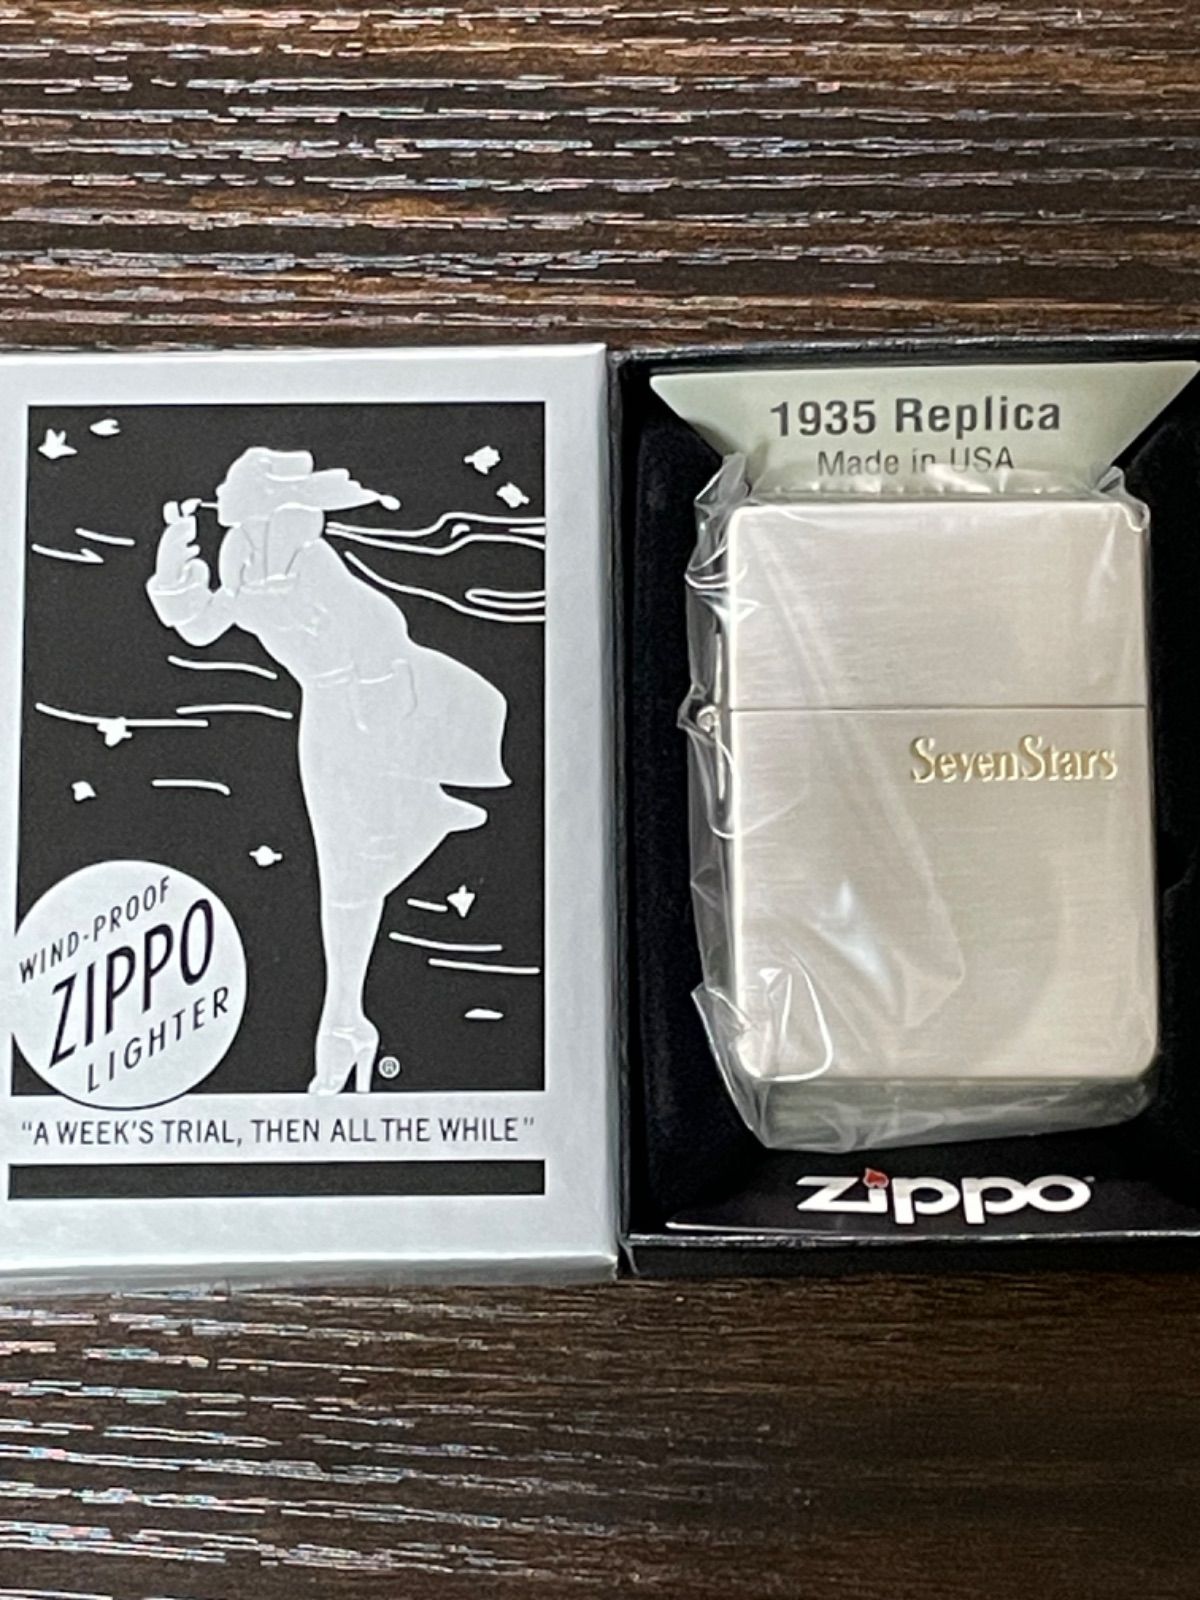 WIND-PROOF
ZIPPO
LIGHTER
®
"A WEEK'S TRIAL, THEN ALL THE WHILE"
1935 Replica
Made in USA
SevenStars
zippo